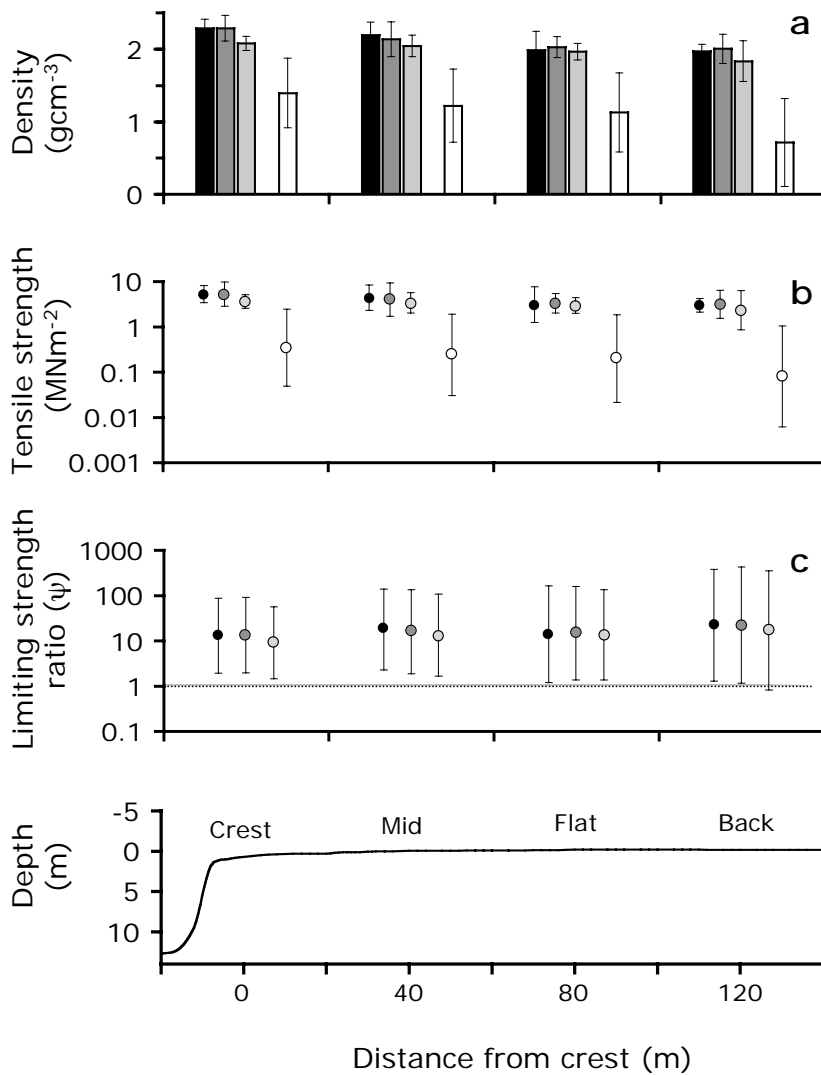 a
Density
(gcm-3)
2
1
0
b
Tensile strength
(MNm-2)
10
1
0.1
0.01
0.001
c
Limiting strength
ratio (ψ)
1000
100
10
1
0.1
Depth
(m)
-5
0
5
10
Crest
Mid
Flat
Back
0
40
80
120
Distance from crest (m)